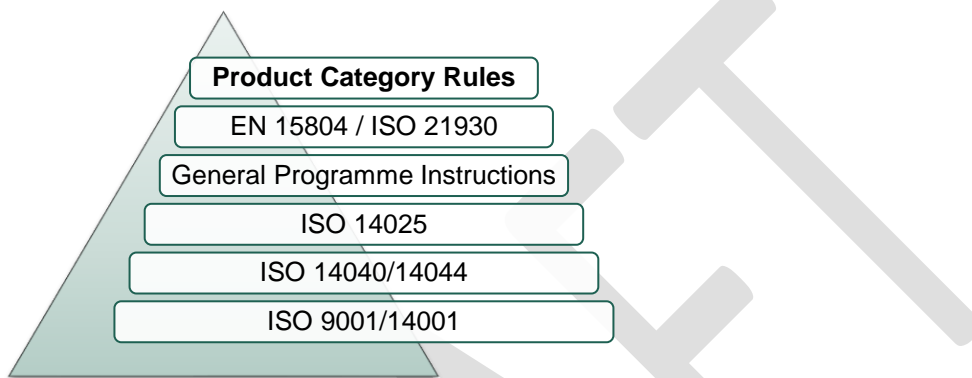 Product Category Rules
EN 15804 / ISO 21930
General Programme Instructions
ISO 14025
ISO 14040/14044
ISO 9001/14001